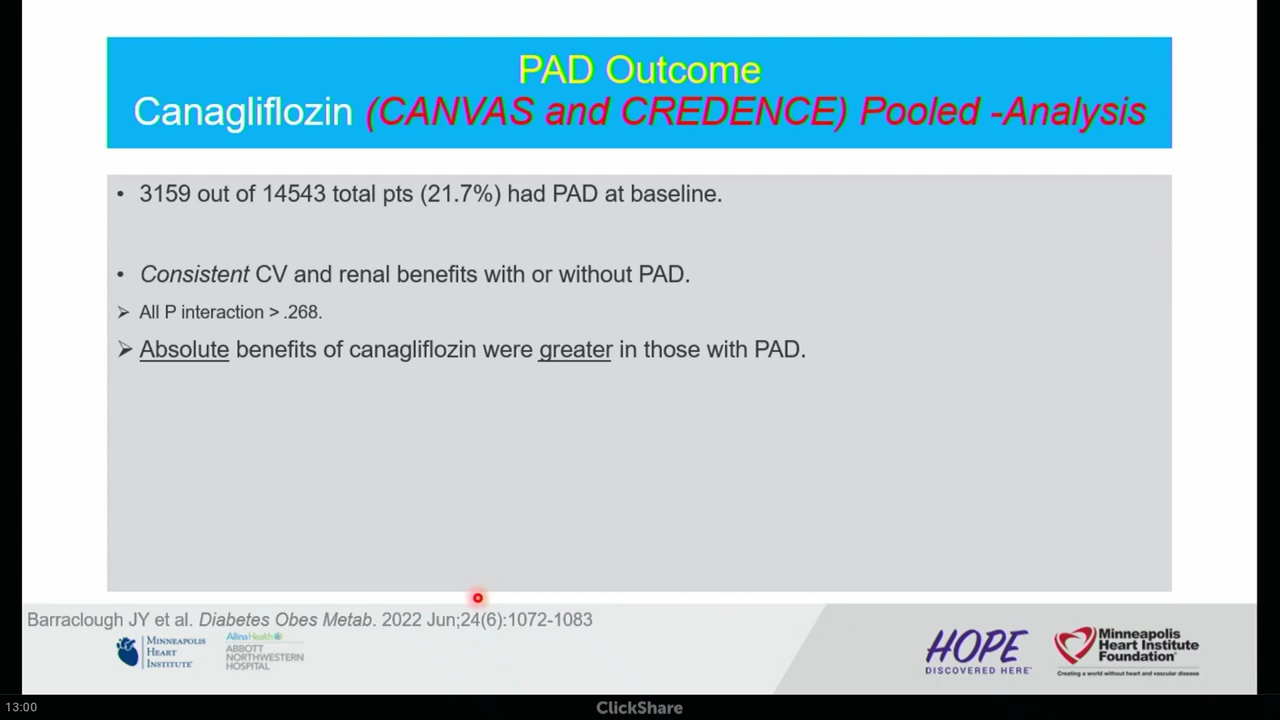 PAD Outcome
Canagliflozin (CANVAS and CREDENCE) Pooled -Analysis
• 3159 out of 14543 total pts (21.7%) had PAD at baseline.
• Consistent CV and renal benefits with or without PAD.
➢ All P interaction > .268.
➢ Absolute benefits of canagliflozin were greater in those with PAD.
Barraclough JY et al. Diabetes Obes Metab. 2022 Jun;24(6):1072-1083
MINNEAPOLIS
HEART
INSTITUTE
AllinaHealth
ABBOTT
NORTHWESTERN
HOSPITAL
HOPE
DISCOVERED HERE
Minneapolis
Heart Institute
Foundation
Creating a world without heart and vascular disease
13:00
ClickShare